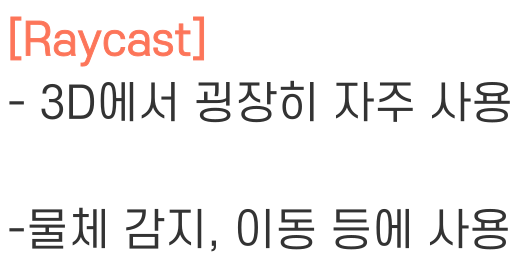 [Raycast]
- 3D에서 굉장히 자주 사용
-물체 감지, 이동 등에 사용